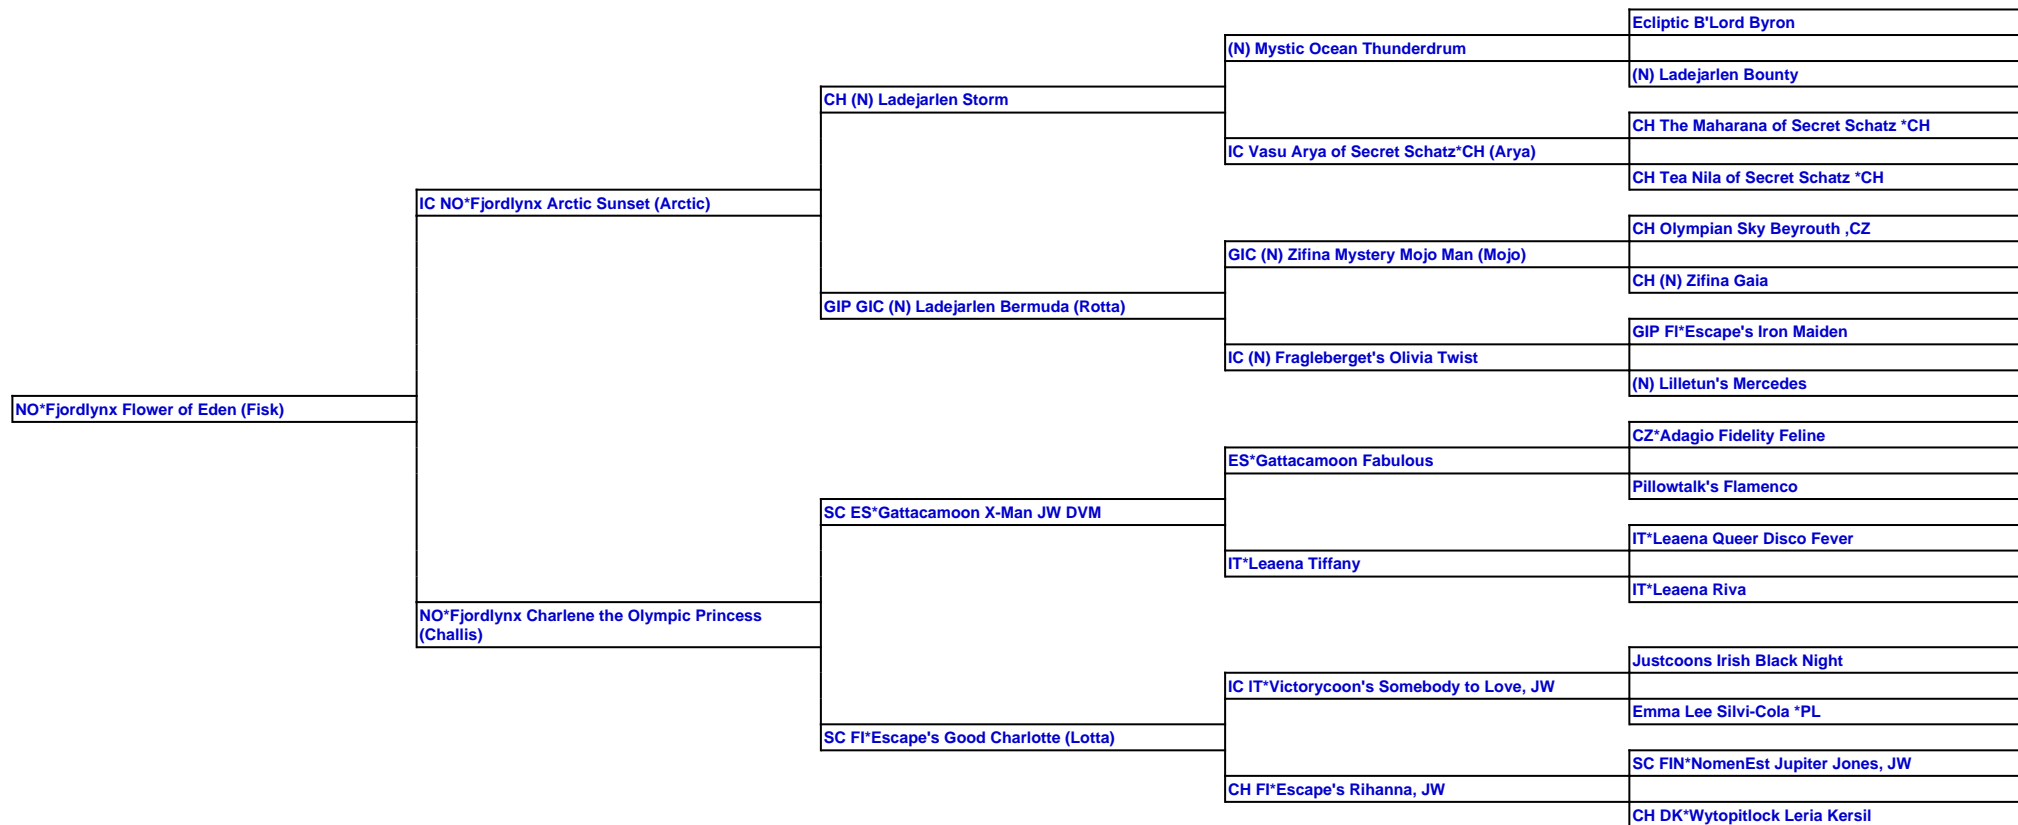 Ecliptic B'Lord Byron
(N) Mystic Ocean Thunderdrum
(N) Ladejarlen Bounty
CH (N) Ladejarlen Storm
CH The Maharana of Secret Schatz *CH
IC Vasu Arya of Secret Schatz*CH (Arya)
CH Tea Nila of Secret Schatz *CH
IC NO*Fjordlynx Arctic Sunset (Arctic)
CH Olympian Sky Beyrouth ,CZ
GIC (N) Zifina Mystery Mojo Man (Mojo)
CH (N) Zifina Gaia
GIP GIC (N) Ladejarlen Bermuda (Rotta)
GIP FI*Escape's Iron Maiden
IC (N) Fragleberget's Olivia Twist
(N) Lilletun's Mercedes
NO*Fjordlynx Flower of Eden (Fisk)
CZ*Adagio Fidelity Feline
ES*Gattacamoon Fabulous
Pillowtalk's Flamenco
SC ES*Gattacamoon X-Man JW DVM
IT*Leaena Queer Disco Fever
IT*Leaena Tiffany
IT*Leaena Riva
NO*Fjordlynx Charlene the Olympic Princess
(Challis)
Justcoons Irish Black Night
IC IT*Victorycoon's Somebody to Love, JW
Emma Lee Silvi-Cola *PL
SC FI*Escape's Good Charlotte (Lotta)
SC FIN*NomenEst Jupiter Jones, JW
CH FI*Escape's Rihanna, JW
CH DK*Wytopitlock Leria Kersil